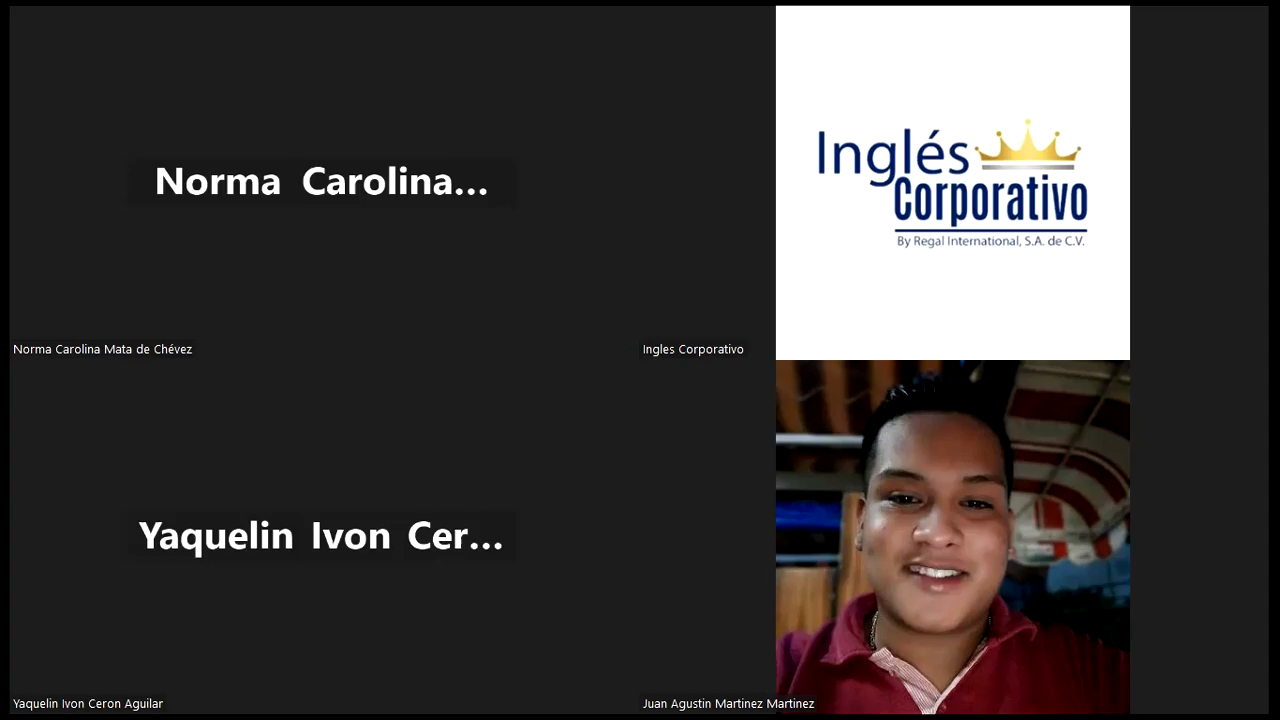 Norma Carolina...
Inglés
Corporativo
By Regal International, S.A. de C.V.
Norma Carolina Mata de Chévez
Ingles Corporativo
Yaquelin Ivon Cer...
Yaquelin Ivon Ceron Aguilar
Juan Agustin Martinez Martinez